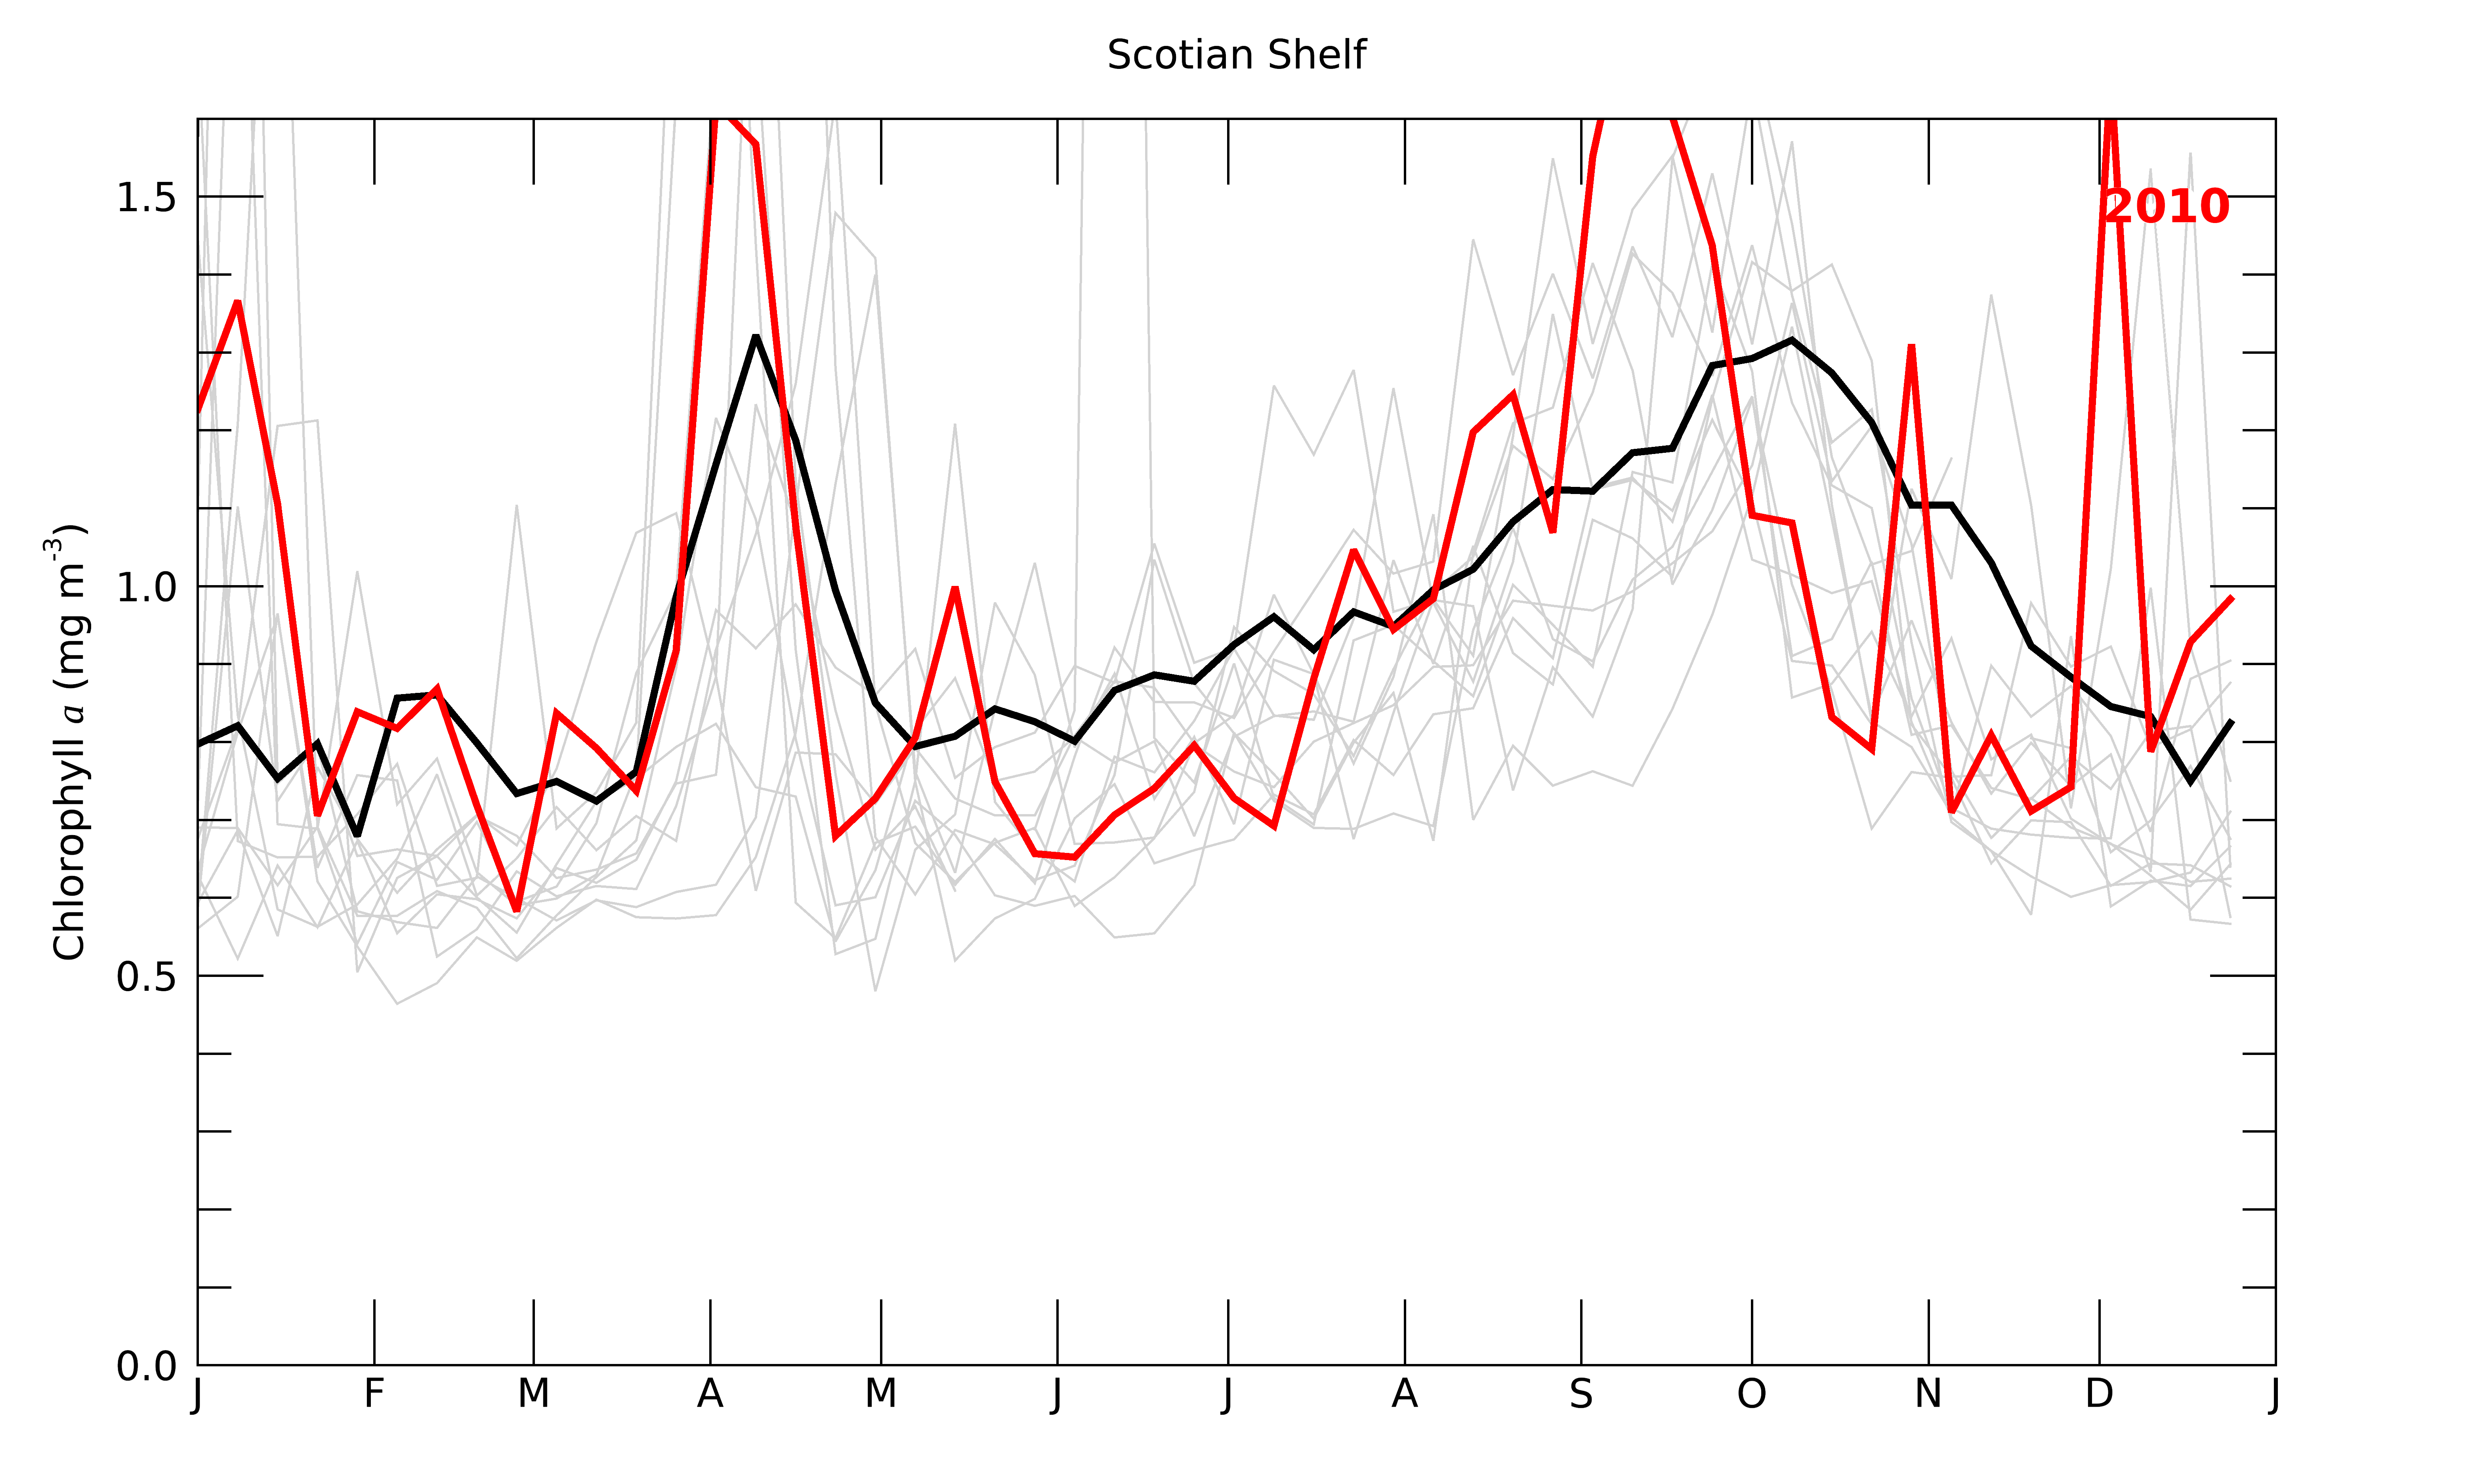 Scotian Shelf
Chlorophyll a (mg m⁻³)
1.5
1.0
0.5
0.0
2010
J F M A M J J A S O N D J